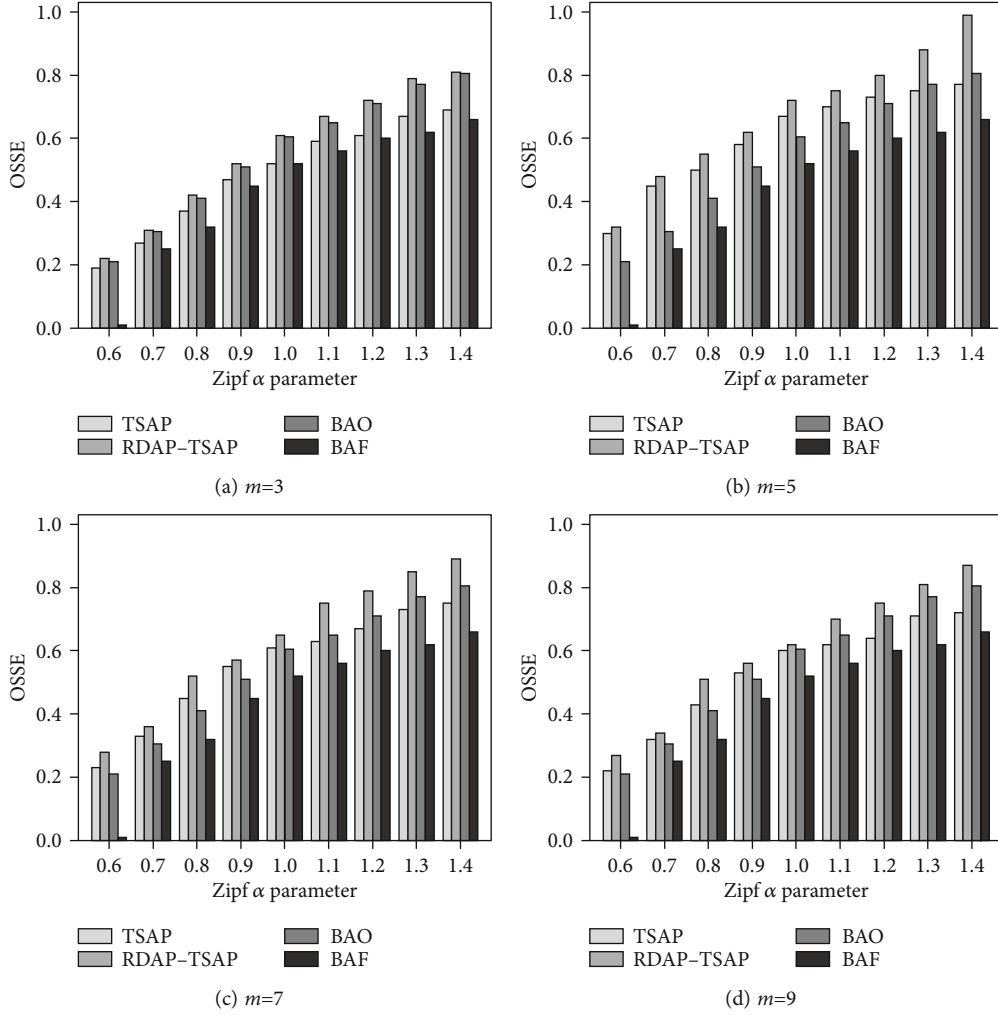 1.0
0.8
0.6
0.4
0.2
0.0
OSSE
0.6 0.7 0.8 0.9 1.0 1.1 1.2 1.3 1.4
Zipf α parameter
TSAP
RDAP–TSAP
BAO
BAF
(a) m=3
1.0
0.8
0.6
0.4
0.2
0.0
OSSE
0.6 0.7 0.8 0.9 1.0 1.1 1.2 1.3 1.4
Zipf α parameter
TSAP
RDAP–TSAP
BAO
BAF
(b) m=5
1.0
0.8
0.6
0.4
0.2
0.0
OSSE
0.6 0.7 0.8 0.9 1.0 1.1 1.2 1.3 1.4
Zipf α parameter
TSAP
RDAP–TSAP
BAO
BAF
(c) m=7
1.0
0.8
0.6
0.4
0.2
0.0
OSSE
0.6 0.7 0.8 0.9 1.0 1.1 1.2 1.3 1.4
Zipf α parameter
TSAP
RDAP–TSAP
BAO
BAF
(d) m=9